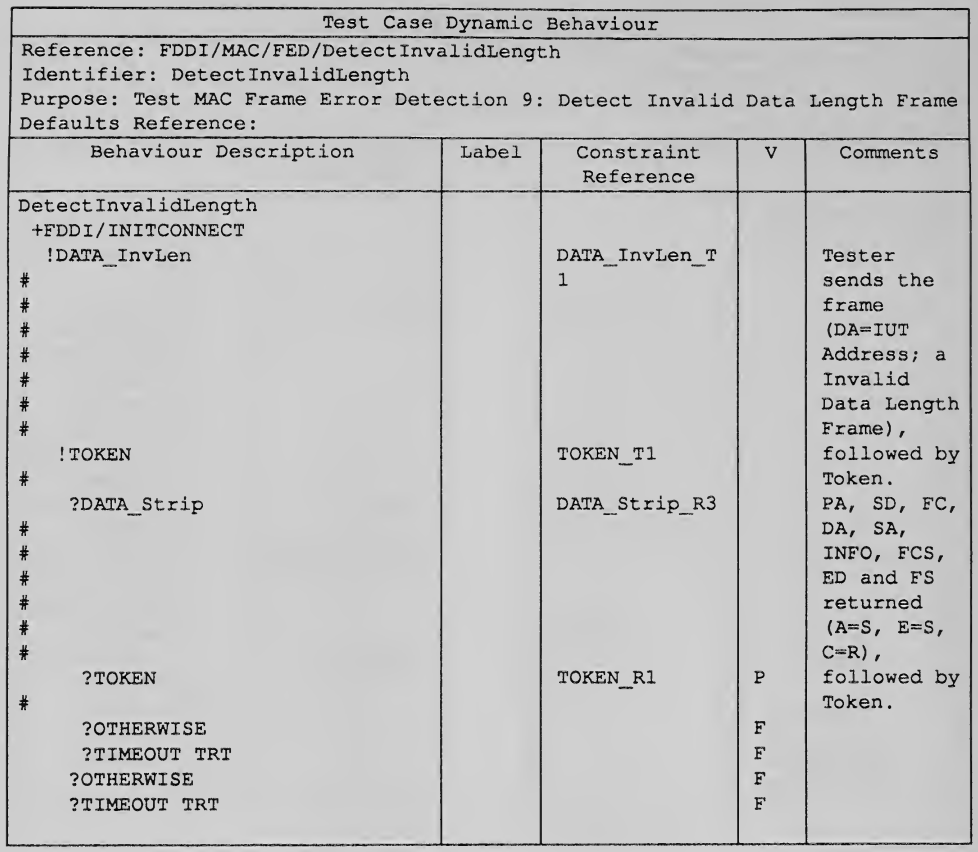 Test Case Dynamic Behaviour
Reference: FDDI/MAC/FED/DetectInvalidLength
Identifier: DetectInvalidLength
Purpose: Test MAC Frame Error Detection 9: Detect Invalid Data Length Frame
Defaults Reference:
Behaviour Description Label Constraint V Comments
Reference
DetectInvalidLength
+FDDI/INITCONNECT
!DATA_InvLen DATA_InvLen_T Tester
# 1 sends the
# frame
# (DA=IUT
# Address; a
# Invalid
# Data Length
# Frame),
!TOKEN TOKEN_T1 followed by
# Token.
?DATA_Strip DATA_Strip_R3 PA, SD, FC,
# DA, SA,
# INFO, FCS,
# ED and FS
# returned
# (A=S, E=S,
# C=R),
?TOKEN TOKEN_R1 P followed by
# Token.
?OTHERWISE F
?TIMEOUT TRT F
?OTHERWISE F
?TIMEOUT TRT F